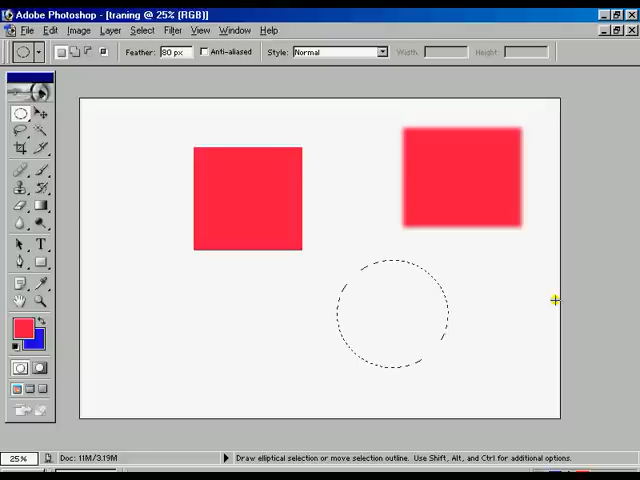 Adobe Photoshop - [traning @ 25% (RGB)]
File Edit Image Layer Select Filter View Window Help
Feather: 80 px Anti-aliased Style: Normal Width: Height:
T
25% Doc: 11M/3.19M Draw elliptical selection or move selection outline. Use Shift, Alt, and Ctrl for additional options.